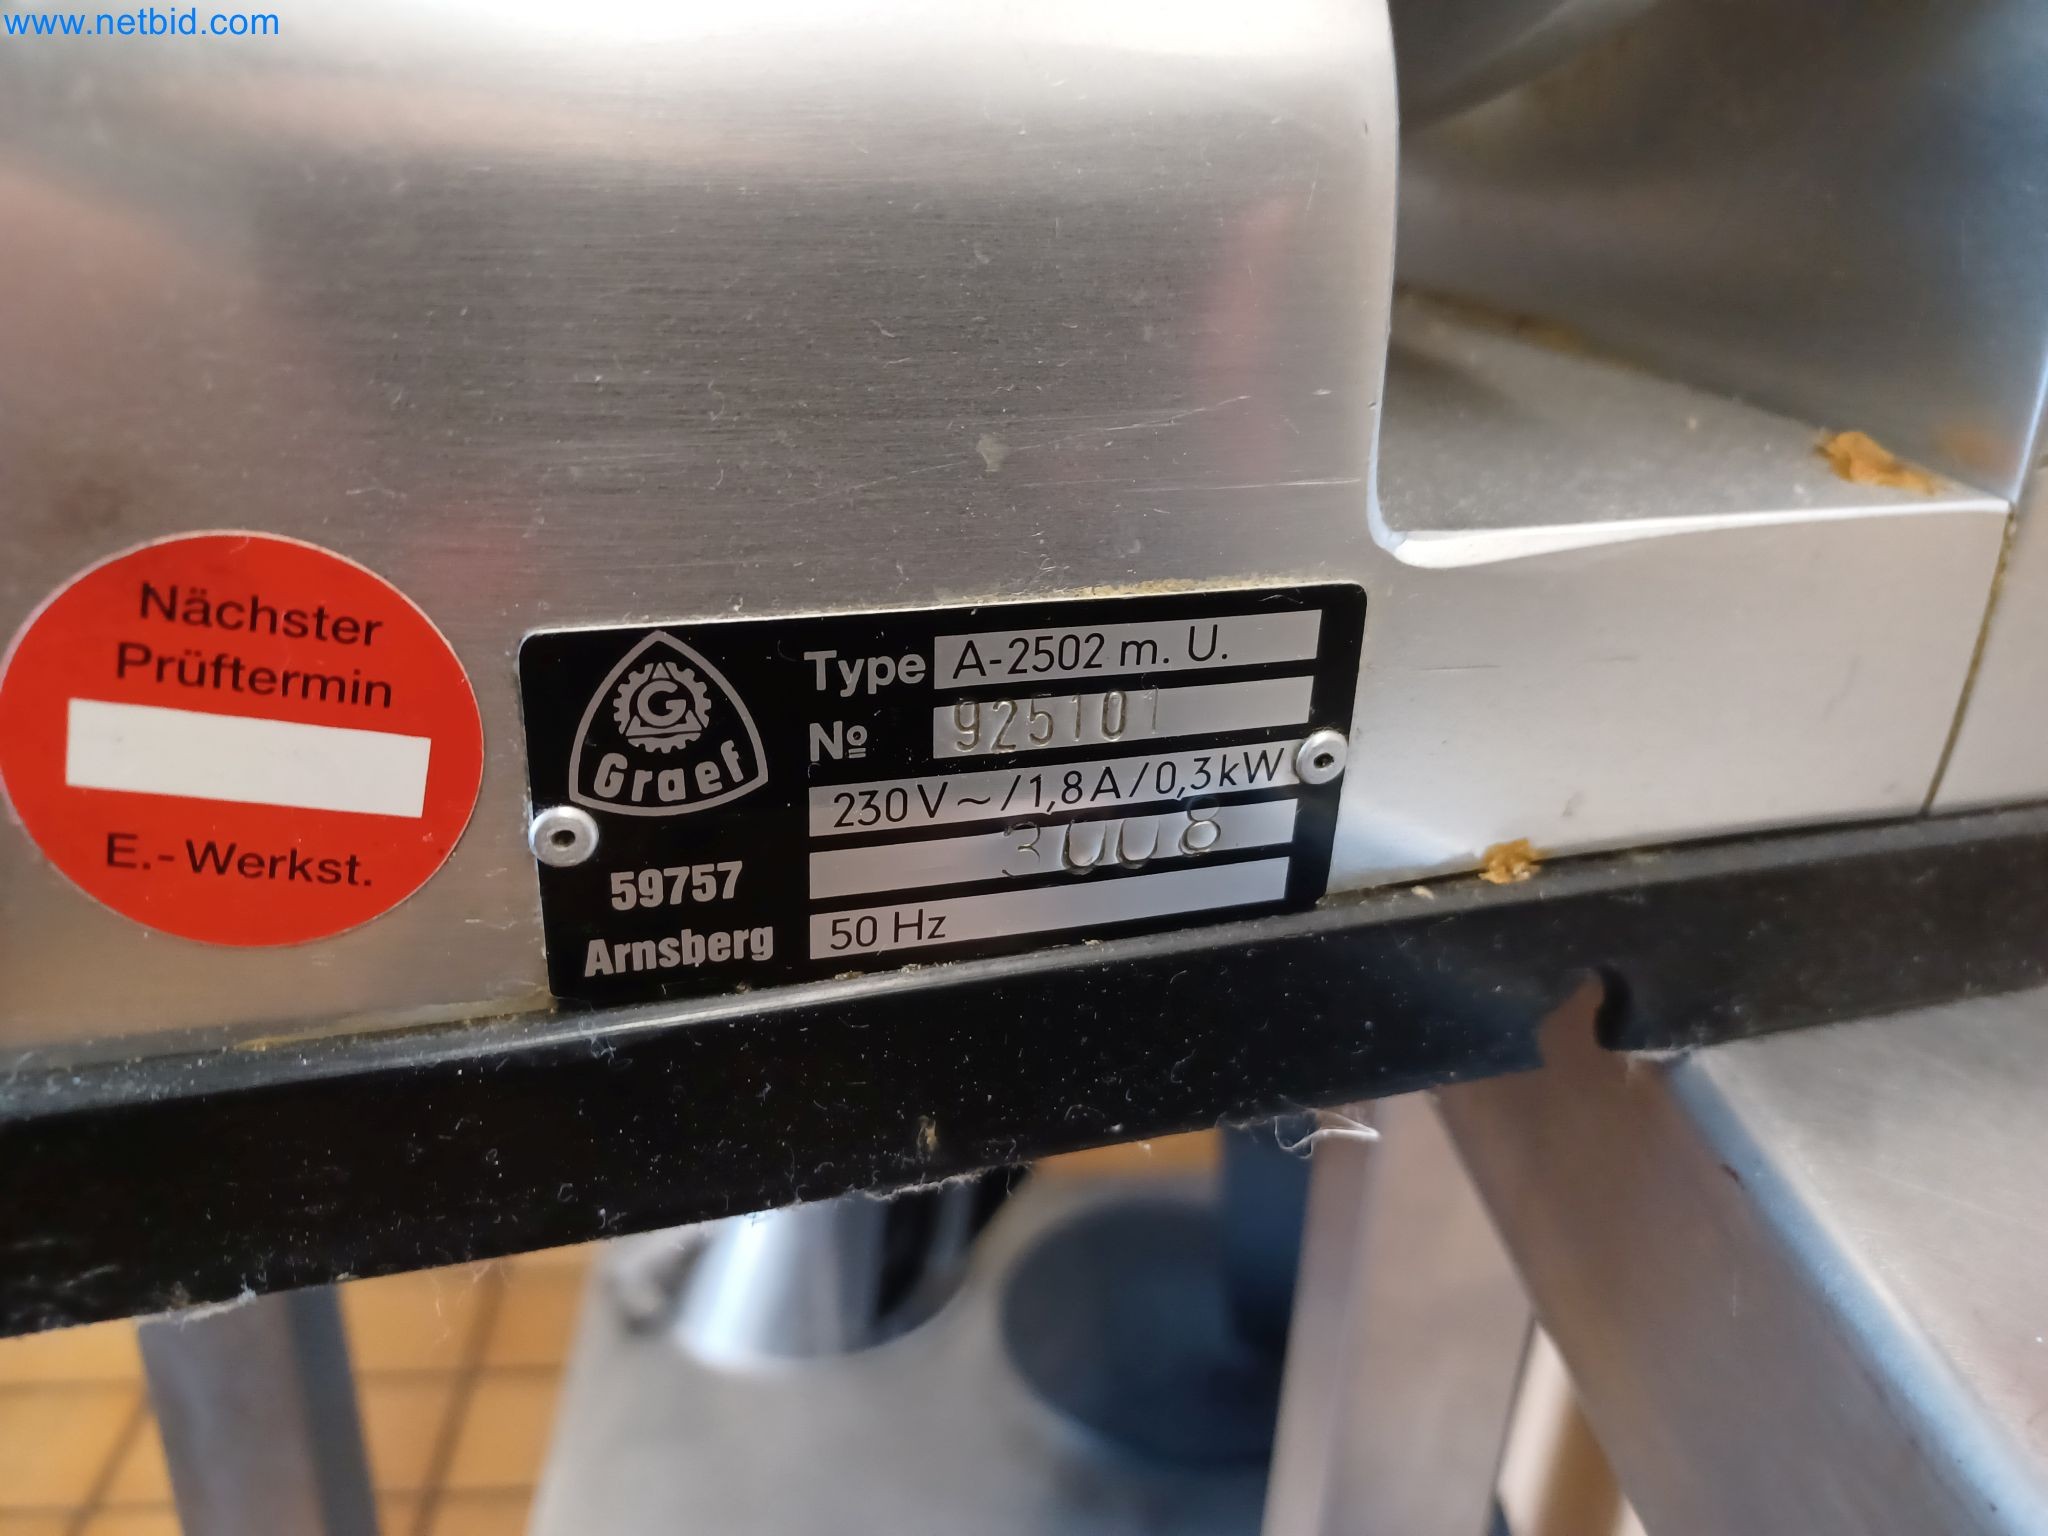 www.netbid.com
Nächster
Prüftermin
E.-Werkst.
G
Graef
59757
Arnsberg
Type A-2502 m. U.
№ 925101
230V~/1,8A/0,3kW
3008
50 Hz